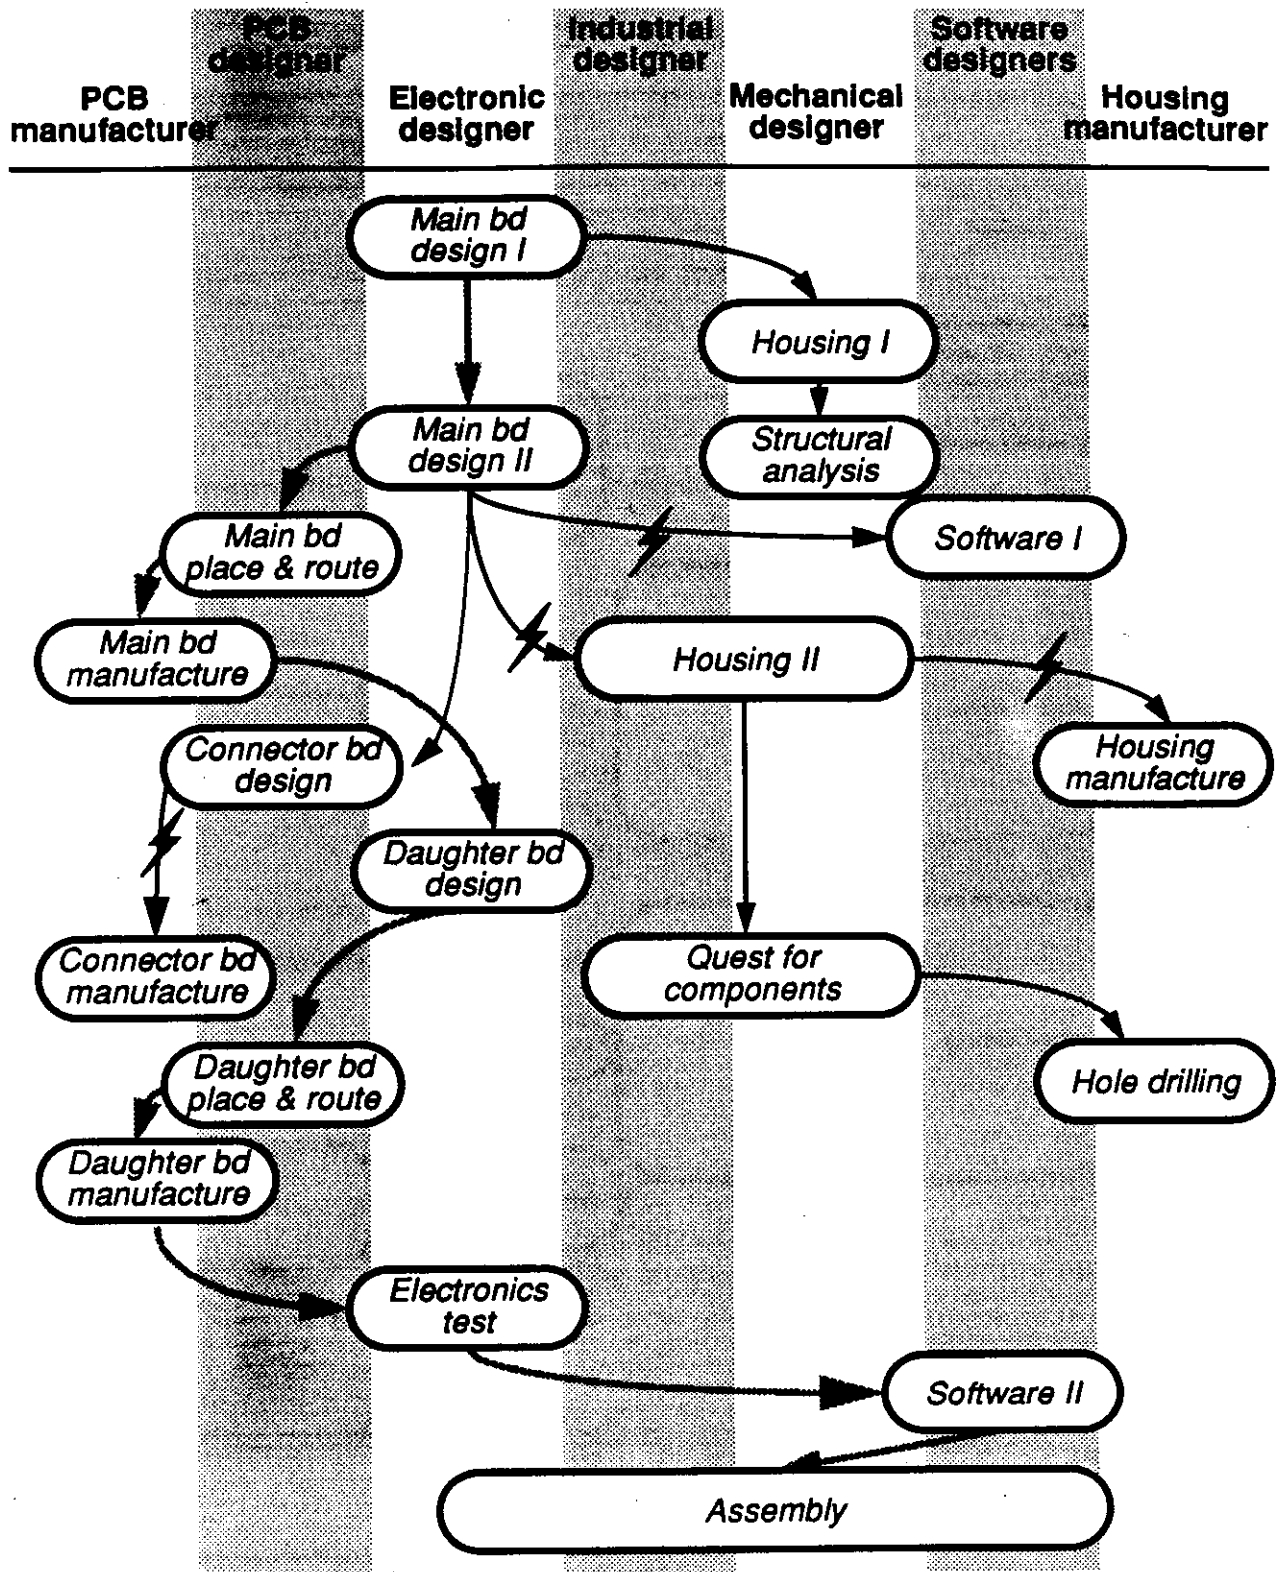 PCB
designer
Industrial
designer
Software
designers
PCB
manufacturer
Electronic
designer
Mechanical
designer
Housing
manufacturer
Main bd
design I
Housing I
Main bd
design II
Structural
analysis
Main bd
place & route
Software I
Main bd
manufacture
Housing II
Connector bd
design
Housing
manufacture
Daughter bd
design
Connector bd
manufacture
Quest for
components
Daughter bd
place & route
Hole drilling
Daughter bd
manufacture
Electronics
test
Software II
Assembly